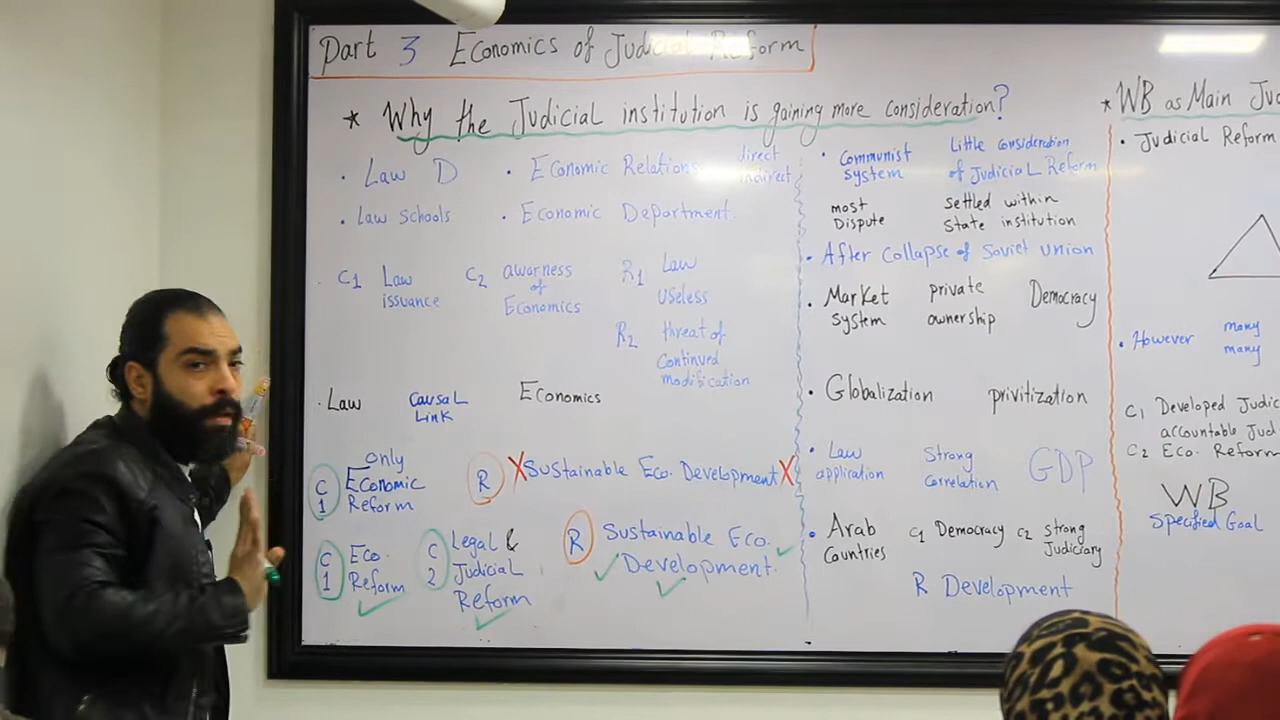 Part 3 Economics of Judicial Reform
* Why the Judicial institution is gaining more consideration?
• Law D • Economic Relations direct
indirect
• Law schools • Economic Department.
C1 Law
issuance
C2 awarness
of
Economics
R1 Law
Useless
R2 threat of
Continued
modification
• Law Causal
Link Economics
C
1 Only
Economic
Reform
R X Sustainable Eco. Development X
C
1 Eco.
Reform
C
2 Legal &
Judicial
Reform
R Sustainable Eco.
Development.
• Communist
System
Little consideration
of Judicial Reform
most
Dispute
settled within
State institution
• After Collapse of Soviet Union
• Market
System
private
ownership
Democracy
• Globalization privitization
• Law
application
Strong
Correlation
GDP
• Arab
Countries
C1 Democracy C2 strong
Judiciary
R Development
* WB as Main
• Judicial Reform
• However many
many
C1 Developed
accountable
C2 Eco. Reform
WB
Specified Goal